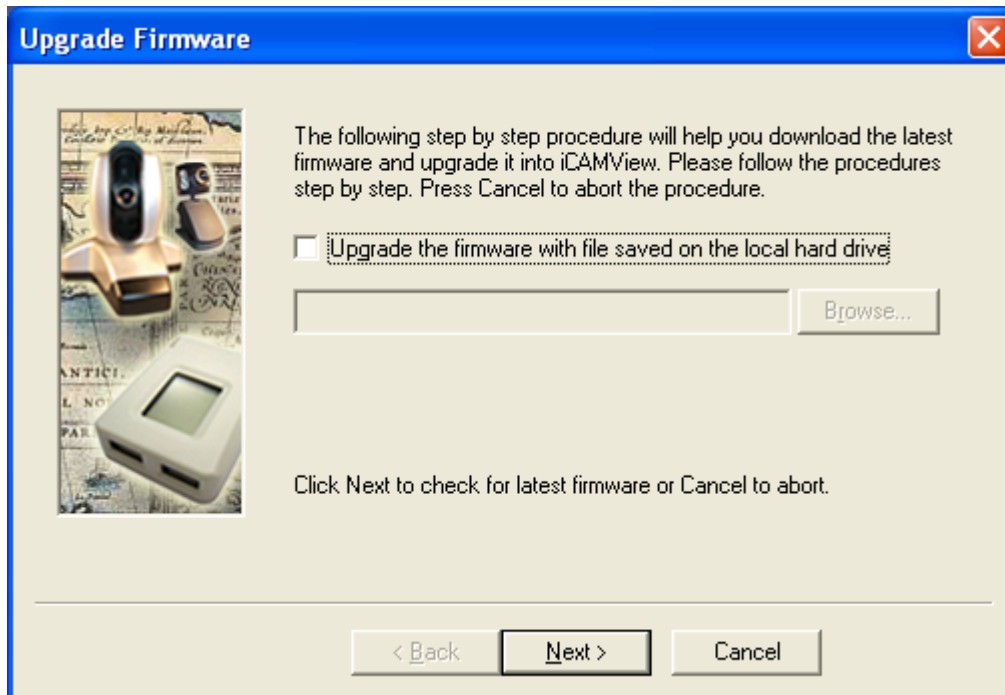 Upgrade Firmware
The following step by step procedure will help you download the latest
firmware and upgrade it into iCAMView. Please follow the procedures
step by step. Press Cancel to abort the procedure.
Upgrade the firmware with file saved on the local hard drive
Browse...
ANTICI.
PAR
Click Next to check for latest firmware or Cancel to abort.
< Back
Next >
Cancel